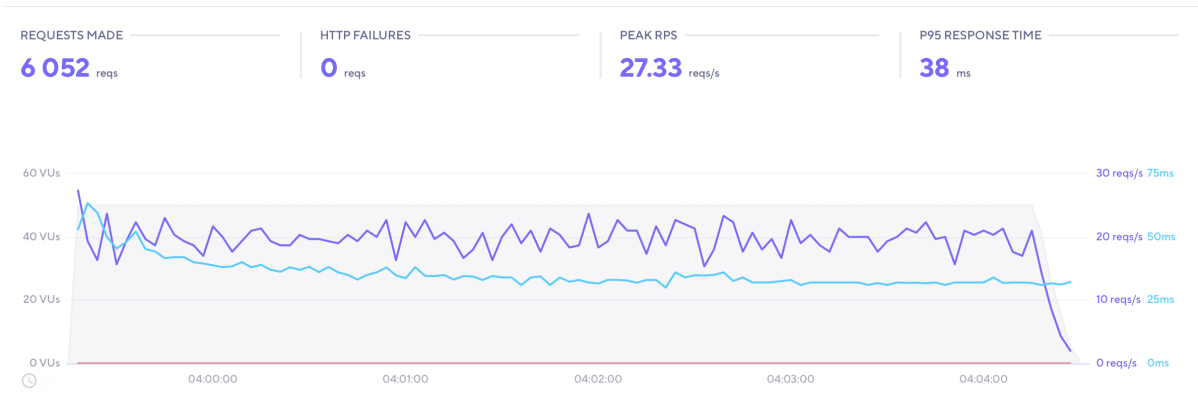 REQUESTS MADE
6 052 reqs
HTTP FAILURES
0 reqs
PEAK RPS
27.33 reqs/s
P95 RESPONSE TIME
38 ms
60 VUs
30 reqs/s 75ms
40 VUs
20 reqs/s 50ms
20 VUs
10 reqs/s 25ms
0 VUs
0 reqs/s 0ms
04:00:00 04:01:00 04:02:00 04:03:00 04:04:00